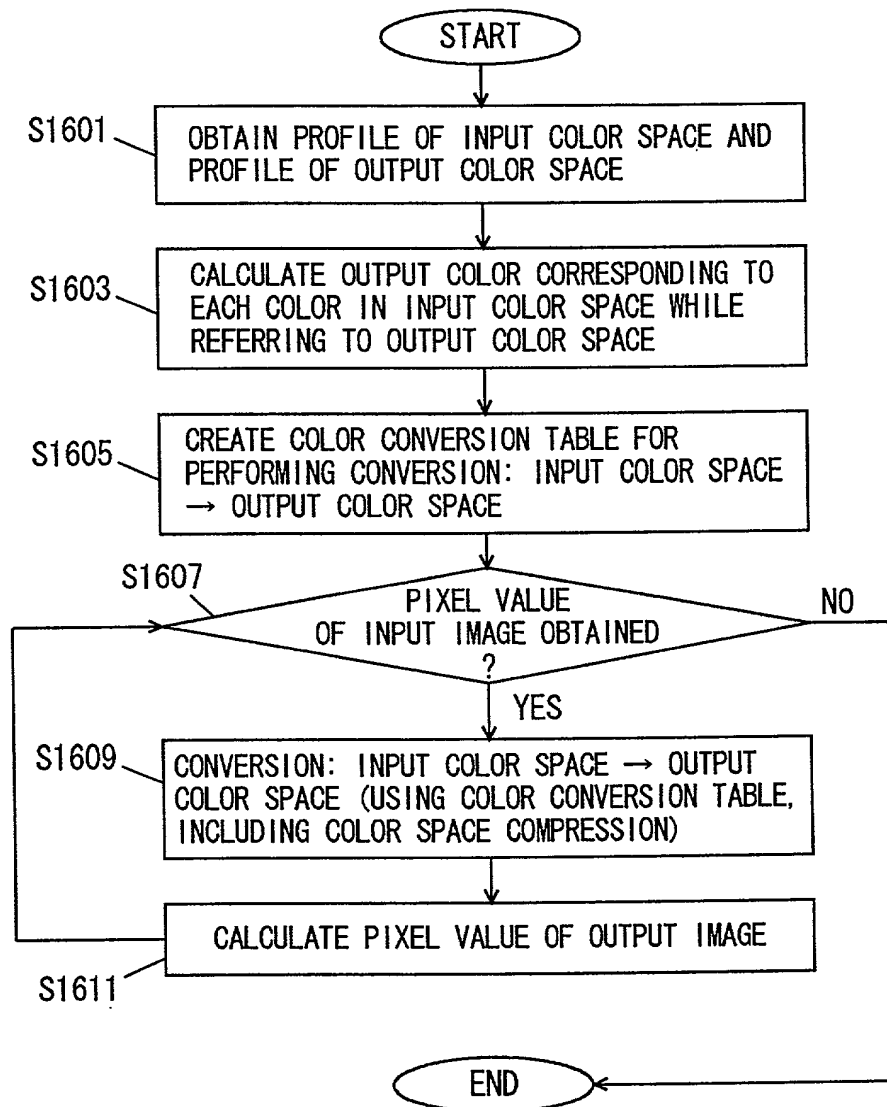 START
S1601
OBTAIN PROFILE OF INPUT COLOR SPACE AND
PROFILE OF OUTPUT COLOR SPACE
S1603
CALCULATE OUTPUT COLOR CORRESPONDING TO
EACH COLOR IN INPUT COLOR SPACE WHILE
REFERRING TO OUTPUT COLOR SPACE
S1605
CREATE COLOR CONVERSION TABLE FOR
PERFORMING CONVERSION: INPUT COLOR SPACE
→ OUTPUT COLOR SPACE
S1607
PIXEL VALUE
OF INPUT IMAGE OBTAINED
?
NO
YES
S1609
CONVERSION: INPUT COLOR SPACE → OUTPUT
COLOR SPACE (USING COLOR CONVERSION TABLE,
INCLUDING COLOR SPACE COMPRESSION)
CALCULATE PIXEL VALUE OF OUTPUT IMAGE
S1611
END